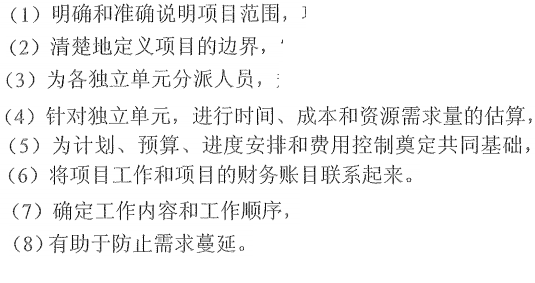 (1) 明确和准确说明项目范围，
(2) 清楚地定义项目的边界，
(3) 为各独立单元分派人员，
(4) 针对独立单元，进行时间、成本和资源需求量的估算，
(5) 为计划、预算、进度安排和费用控制奠定共同基础，
(6) 将项目工作和项目的财务账目联系起来。
(7) 确定工作内容和工作顺序，
(8) 有助于防止需求蔓延。